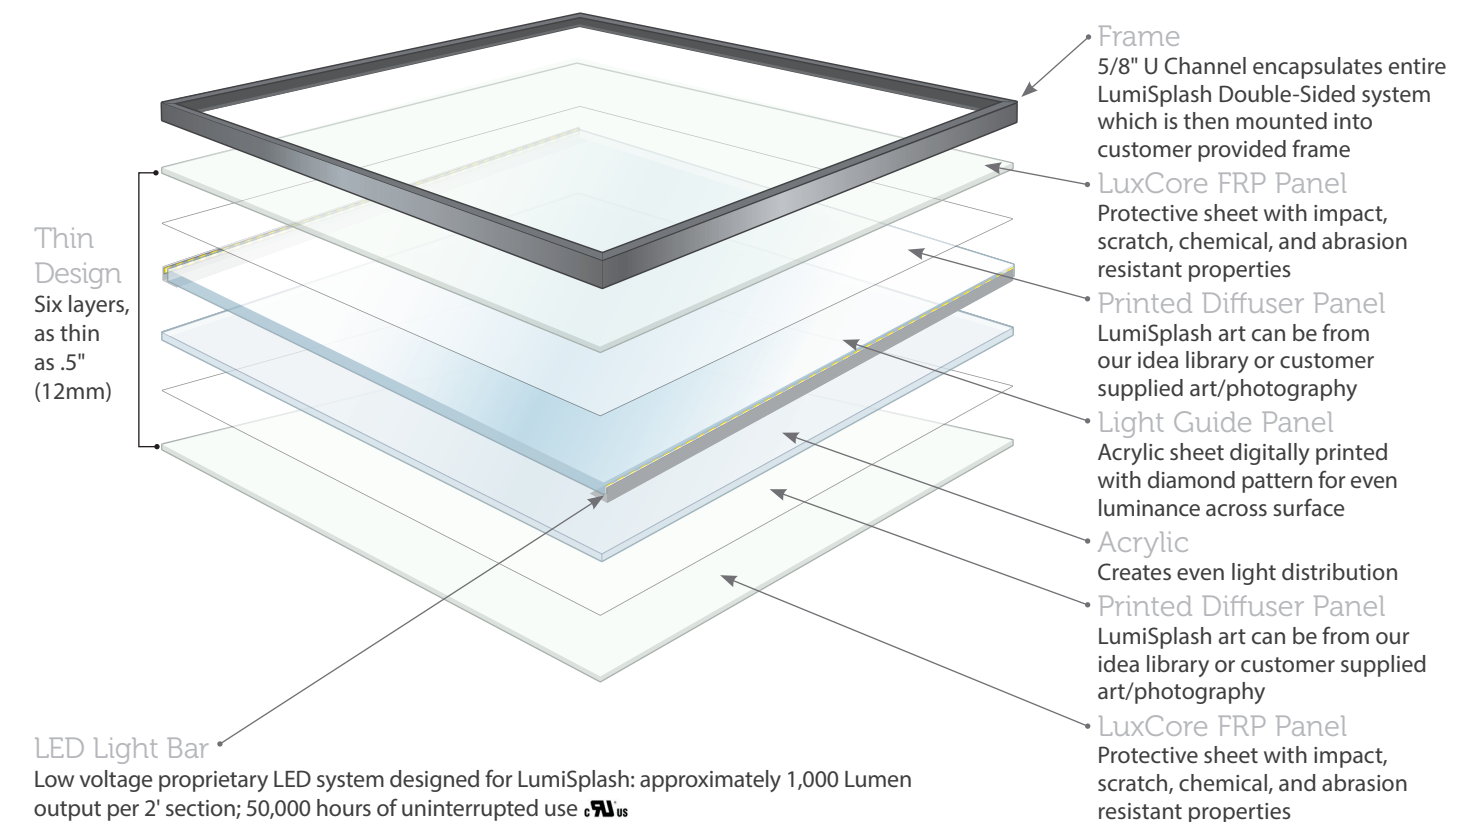 Frame
5/8" U Channel encapsulates entire
LumiSplash Double-Sided system
which is then mounted into
customer provided frame
LuxCore FRP Panel
Protective sheet with impact,
scratch, chemical, and abrasion
resistant properties
Printed Diffuser Panel
LumiSplash art can be from
our idea library or customer
supplied art/photography
Light Guide Panel
Acrylic sheet digitally printed
with diamond pattern for even
luminance across surface
Acrylic
Creates even light distribution
Printed Diffuser Panel
LumiSplash art can be from our
idea library or customer supplied
art/photography
LuxCore FRP Panel
Protective sheet with impact,
scratch, chemical, and abrasion
resistant properties
Thin
Design
Six layers,
as thin
as .5"
(12mm)
LED Light Bar
Low voltage proprietary LED system designed for LumiSplash: approximately 1,000 Lumen
output per 2' section; 50,000 hours of uninterrupted use c RU us